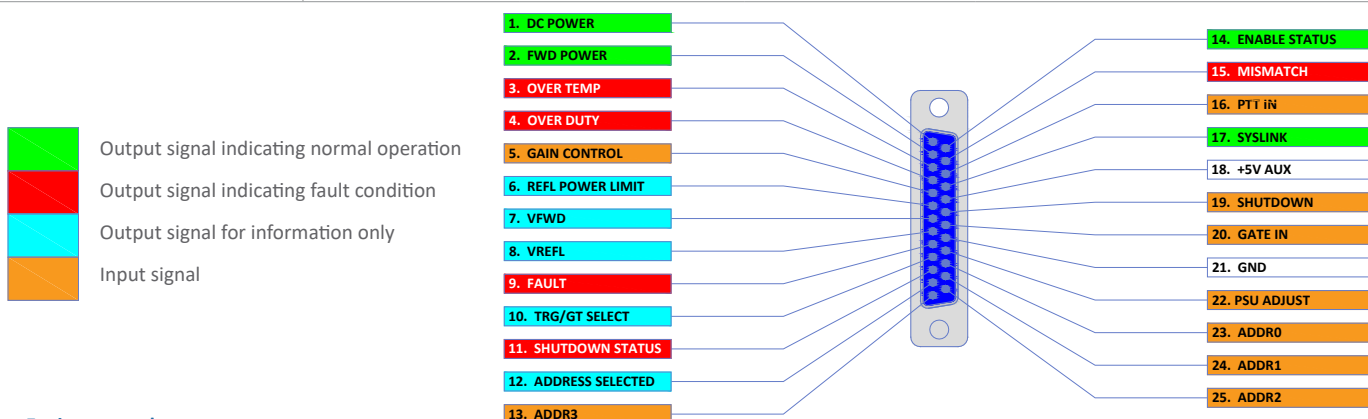 Output signal indicating normal operation
Output signal indicating fault condition
Output signal for information only
Input signal
1. DC POWER
2. FWD POWER
3. OVER TEMP
4. OVER DUTY
5. GAIN CONTROL
6. REFL POWER LIMIT
7. VFWD
8. VREFL
9. FAULT
10. TRG/GT SELECT
11. SHUTDOWN STATUS
12. ADDRESS SELECTED
13. ADDR3
14. ENABLE STATUS
15. MISMATCH
16. PTT iN
17. SYSLINK
18. +5V AUX
19. SHUTDOWN
20. GATE IN
21. GND
22. PSU ADJUST
23. ADDR0
24. ADDR1
25. ADDR2